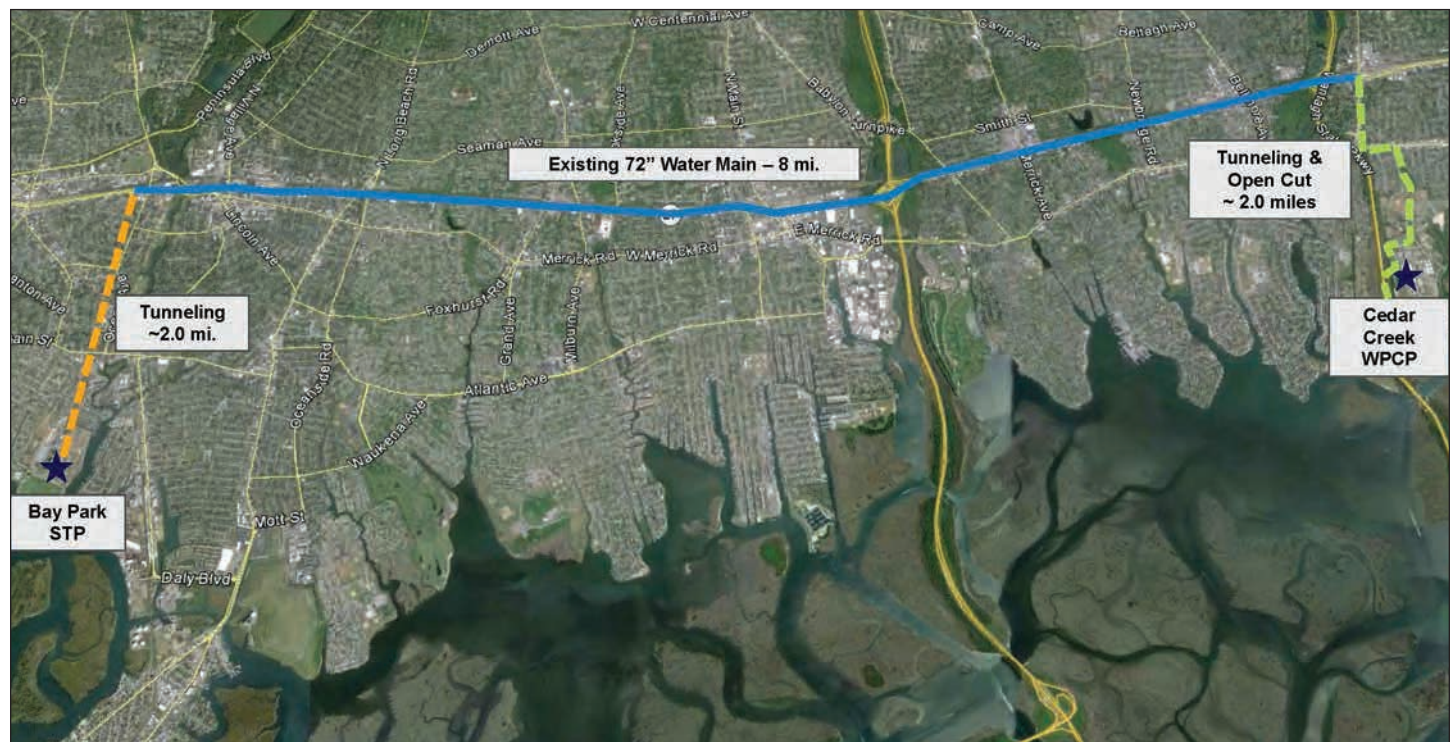 W Centennial Ave
Demott Ave
Camp Ave
Bellagh Ave
Peninsula Blvd
N Village Ave
N Long Beach Rd
N Main St
Babylon Turnpike
Seaman Ave
Smith St
Newbridge Rd
Merrick Ave
Existing 72” Water Main – 8 mi.
Tunneling &
Open Cut
~ 2.0 miles
Lincoln Ave
E Merrick Rd
Merrick Rd
W Merrick Rd
Tunneling
~2.0 mi.
Foxhurst Rd
Grand Ave
Milburn Ave
Cedar
Creek
WPCP
Oceanside Rd
Atlantic Ave
Waukena Ave
Bay Park
STP
Mott St
Daly Blvd